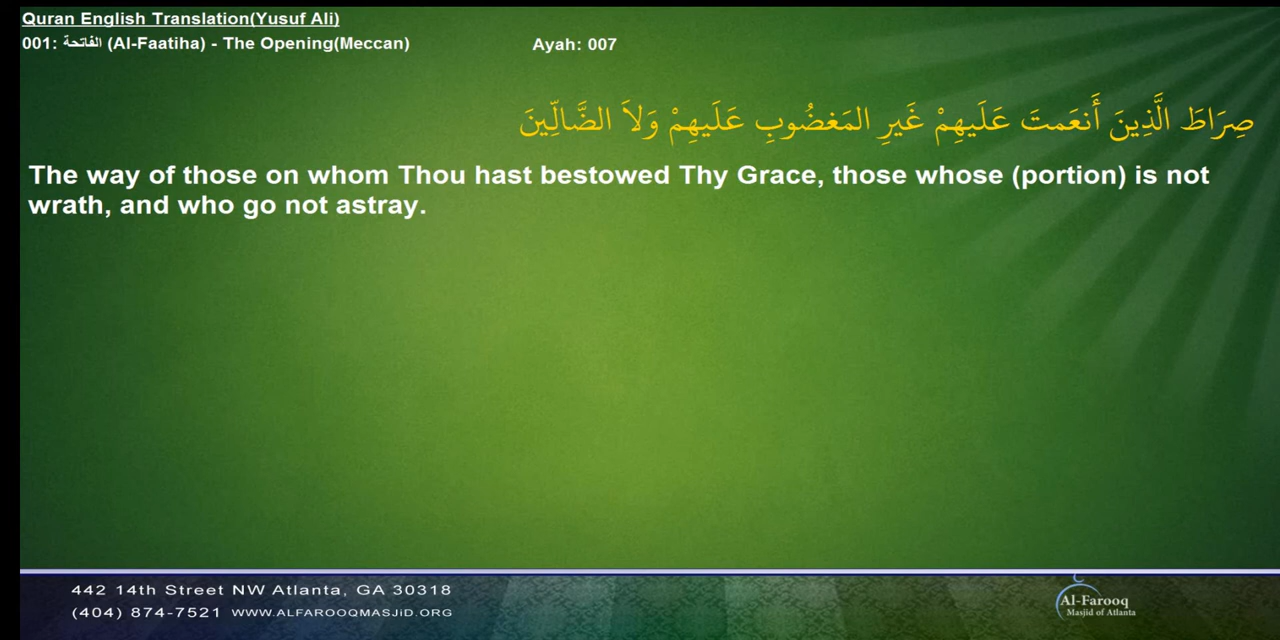 Quran English Translation(Yusuf Ali)
001: الفاتحة (Al-Faatiha) - The Opening(Meccan) Ayah: 007
صِرَاطَ الَّذِينَ أَنعَمتَ عَلَيهِمْ غَيرِ المَغضُوبِ عَلَيهِمْ وَلاَ الضَّالِّينَ
The way of those on whom Thou hast bestowed Thy Grace, those whose (portion) is not
wrath, and who go not astray.
442 14th Street NW Atlanta, GA 30318
(404) 874-7521 WWW.ALFAROOQMASJiD.ORG
Al-Farooq
Masjid of Atlanta